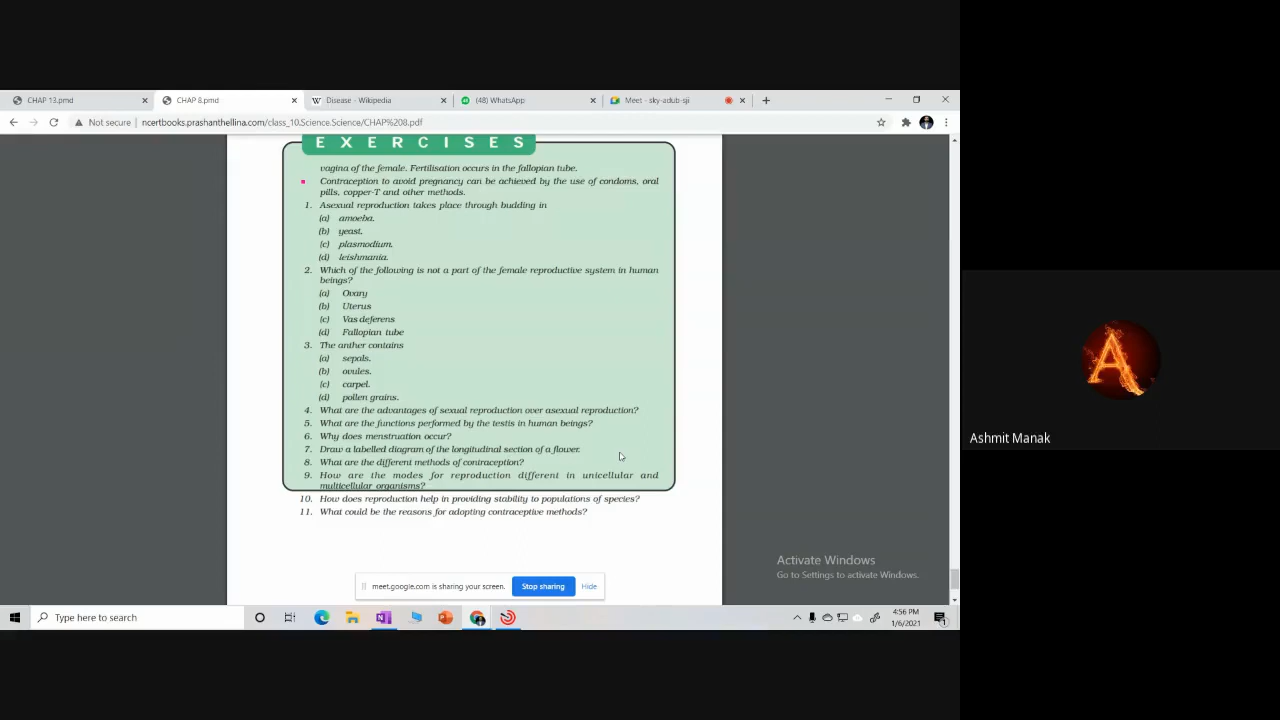 CHAP 13.pmd
CHAP 8.pmd
Disease - Wikipedia
(48) WhatsApp
Meet - sky-adub-sji
Not secure | ncertbooks.prashanthellina.com/class_10.Science.Science/CHAP%208.pdf
EXERCISES
vagina of the female. Fertilisation occurs in the fallopian tube.
Contraception to avoid pregnancy can be achieved by the use of condoms, oral
pills, copper-T and other methods.
1. Asexual reproduction takes place through budding in
(a) amoeba.
(b) yeast.
(c) plasmodium.
(d) leishmania.
2. Which of the following is not a part of the female reproductive system in human
beings?
(a) Ovary
(b) Uterus
(c) Vas deferens
(d) Fallopian tube
3. The anther contains
(a) sepals.
(b) ovules.
(c) carpel.
(d) pollen grains.
4. What are the advantages of sexual reproduction over asexual reproduction?
5. What are the functions performed by the testis in human beings?
6. Why does menstruation occur?
7. Draw a labelled diagram of the longitudinal section of a flower.
8. What are the different methods of contraception?
9. How are the modes for reproduction different in unicellular and
multicellular organisms?
10. How does reproduction help in providing stability to populations of species?
11. What could be the reasons for adopting contraceptive methods?
Activate Windows
Go to Settings to activate Windows.
meet.google.com is sharing your screen. Stop sharing Hide
Type here to search
4:56 PM
1/6/2021
A
Ashmit Manak